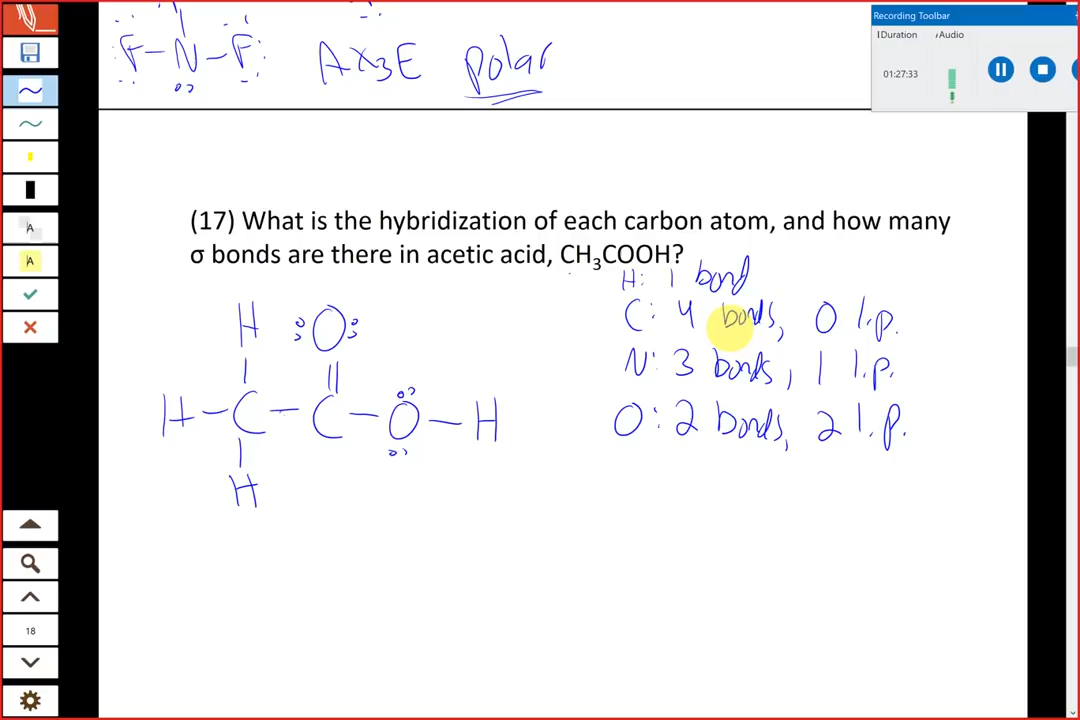 Recording Toolbar
Duration
Audio
01:27:33
F — N — F AX₃E polar
(17) What is the hybridization of each carbon atom, and how many
σ bonds are there in acetic acid, CH₃COOH?
H: 1 bond
C: 4 bonds, 0 l.p.
N: 3 bonds, 1 l.p.
O: 2 bonds, 2 l.p.
H O
H — C — C — O — H
H
A
A
18